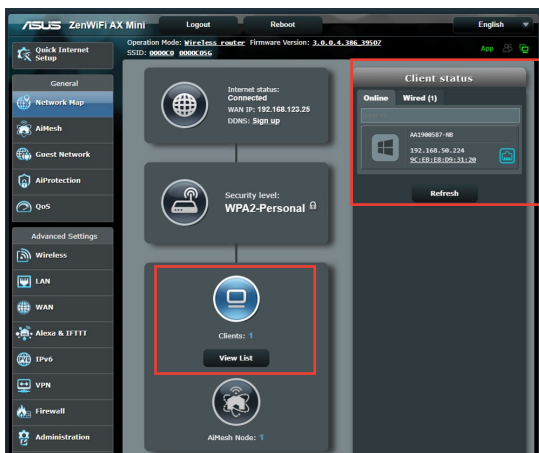 ASUS ZenWiFi AX Mini
Logout
Reboot
English
Quick Internet
Setup
Operation Mode: Wireless router Firmware Version: 3.0.0.4.386_39507
SSID: 0000C0 0000C05G
App
General
Network Map
AiMesh
Guest Network
AiProtection
QoS
Advanced Settings
Wireless
LAN
WAN
Alexa & IFTTT
IPv6
VPN
Firewall
Administration
Internet status:
Connected
WAN IP: 192.168.123.25
DDNS: Sign up
Security level:
WPA2-Personal
Clients: 1
View List
AiMesh Node: 1
Client status
Online Wired (1)
AA1900587-NB
192.168.50.224
9C:EB:E8:D9:31:20
Refresh